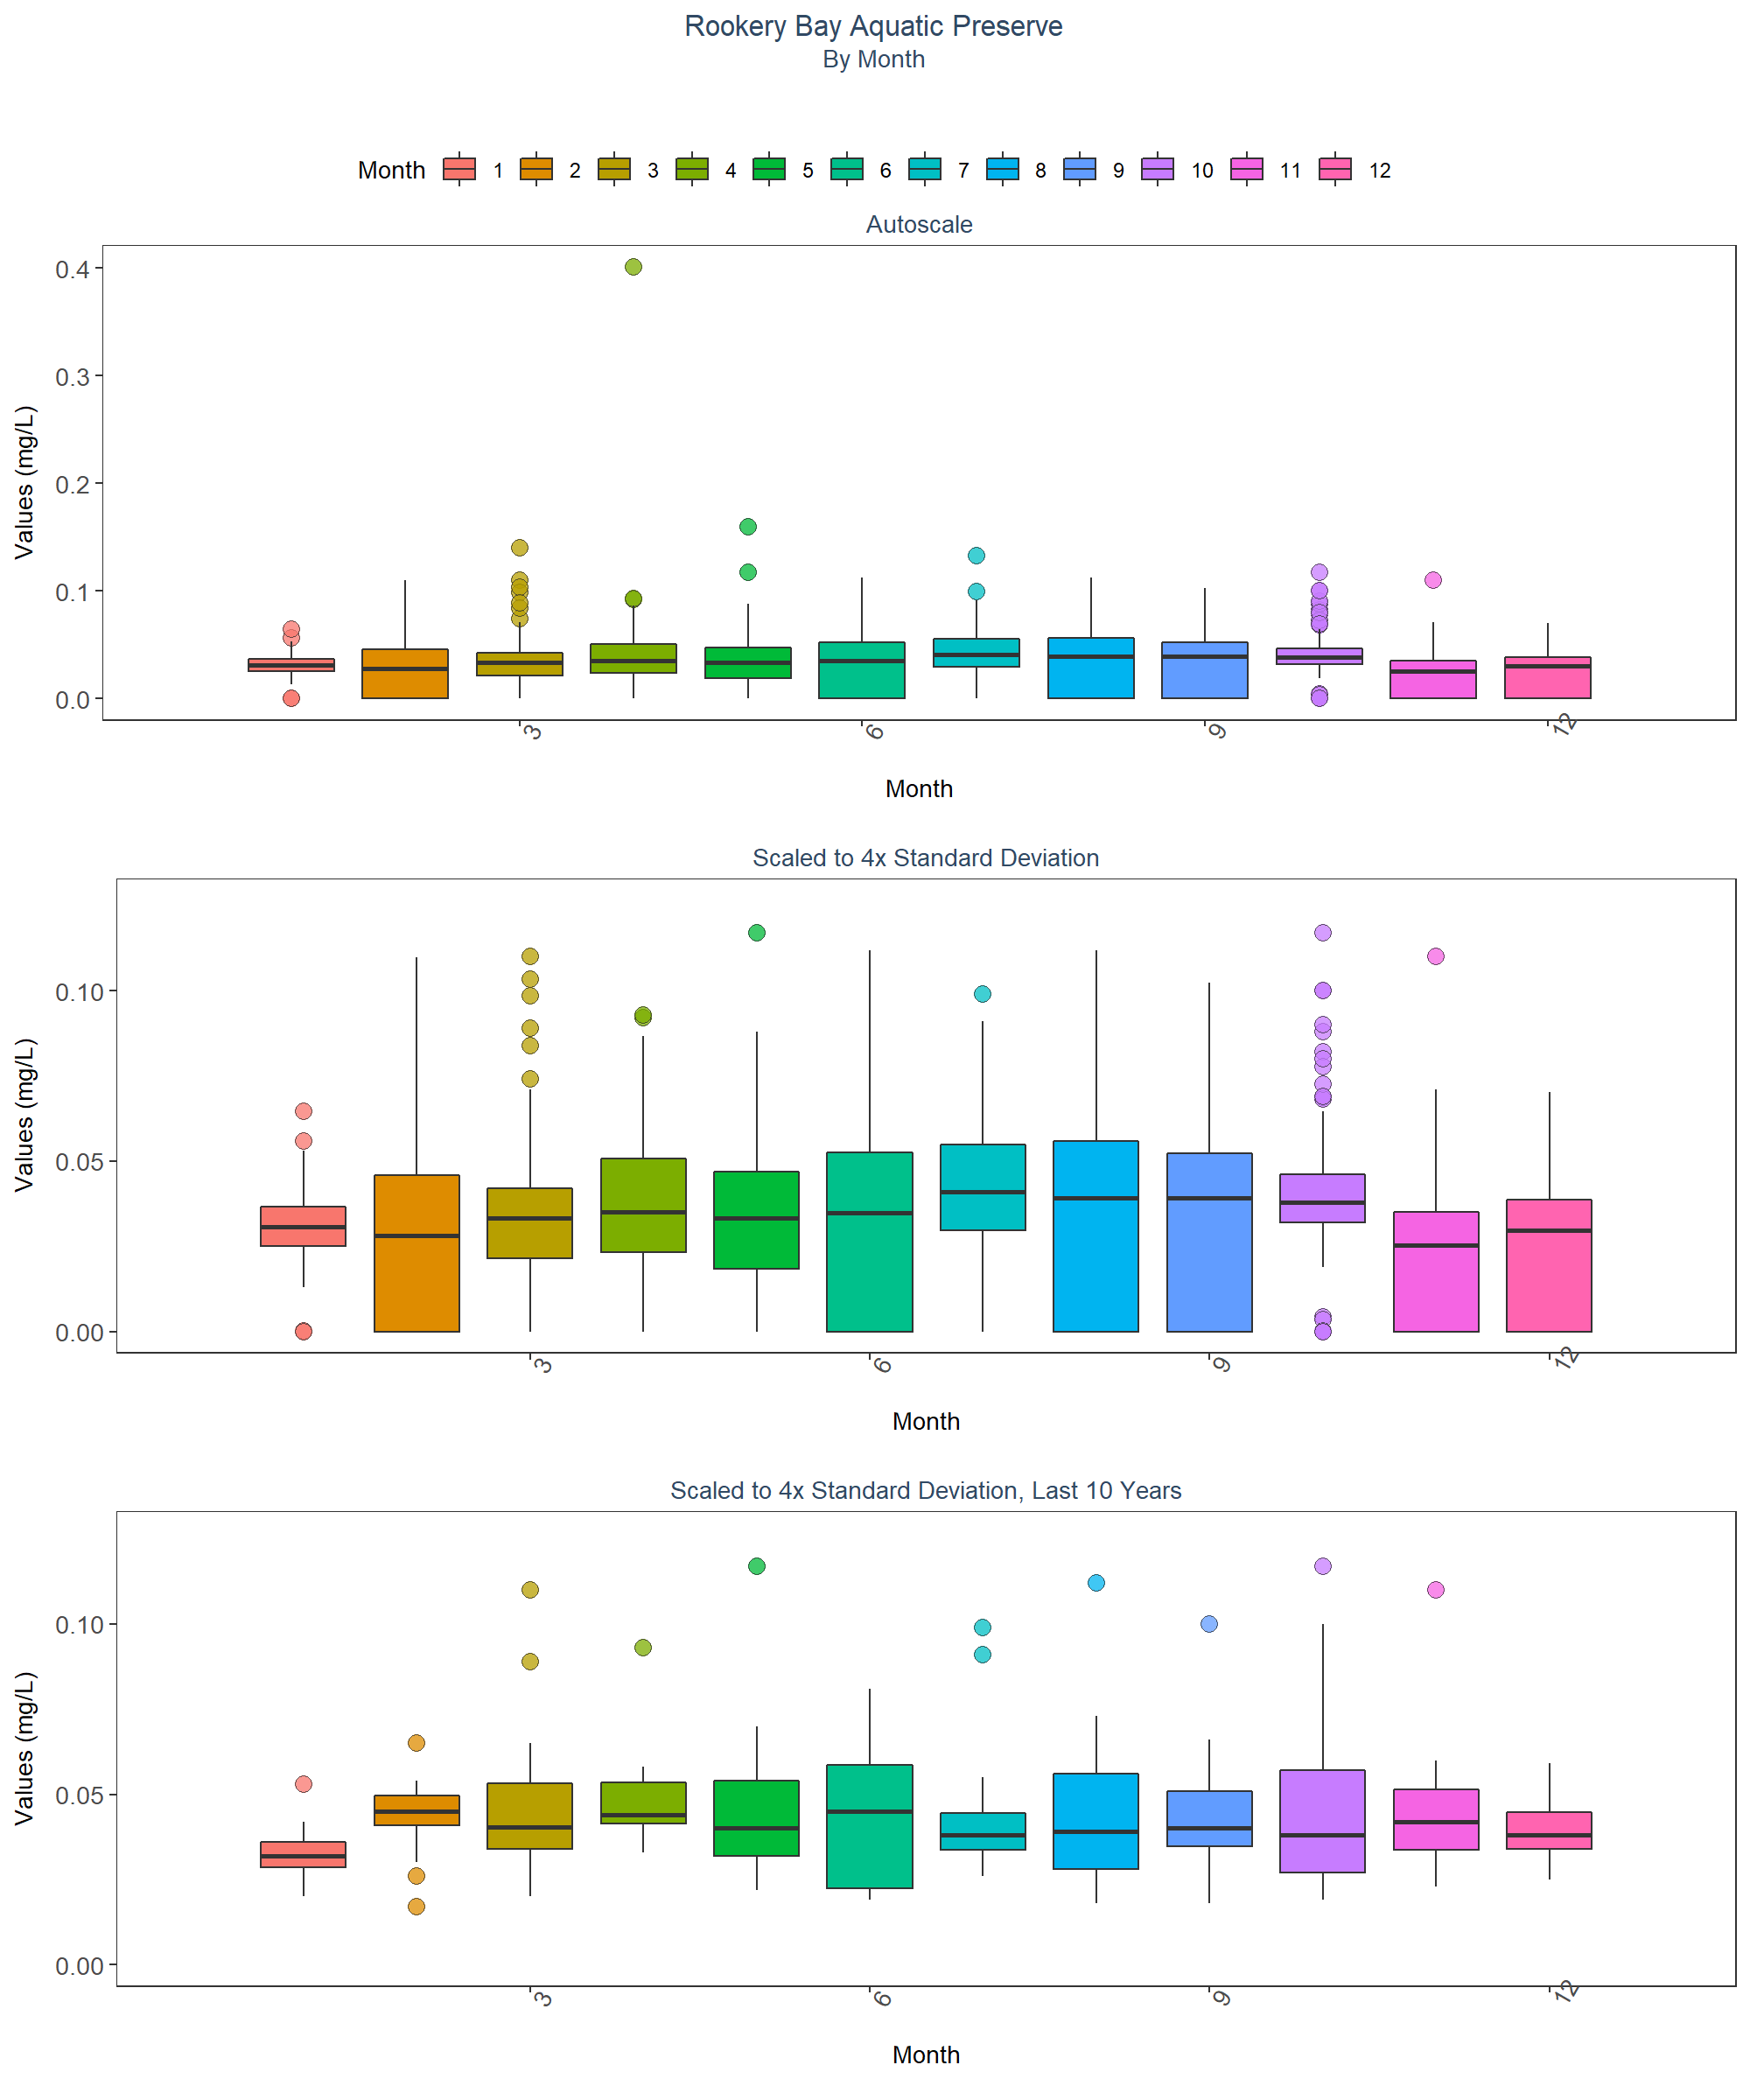 Rookery Bay Aquatic Preserve
By Month
Month 1 2 3 4 5 6 7 8 9 10 11 12
Autoscale
Values (mg/L)
0.4
0.3
0.2
0.1
0.0
3 6 9 12
Month
Scaled to 4x Standard Deviation
Values (mg/L)
0.10
0.05
0.00
3 6 9 12
Month
Scaled to 4x Standard Deviation, Last 10 Years
Values (mg/L)
0.10
0.05
0.00
3 6 9 12
Month